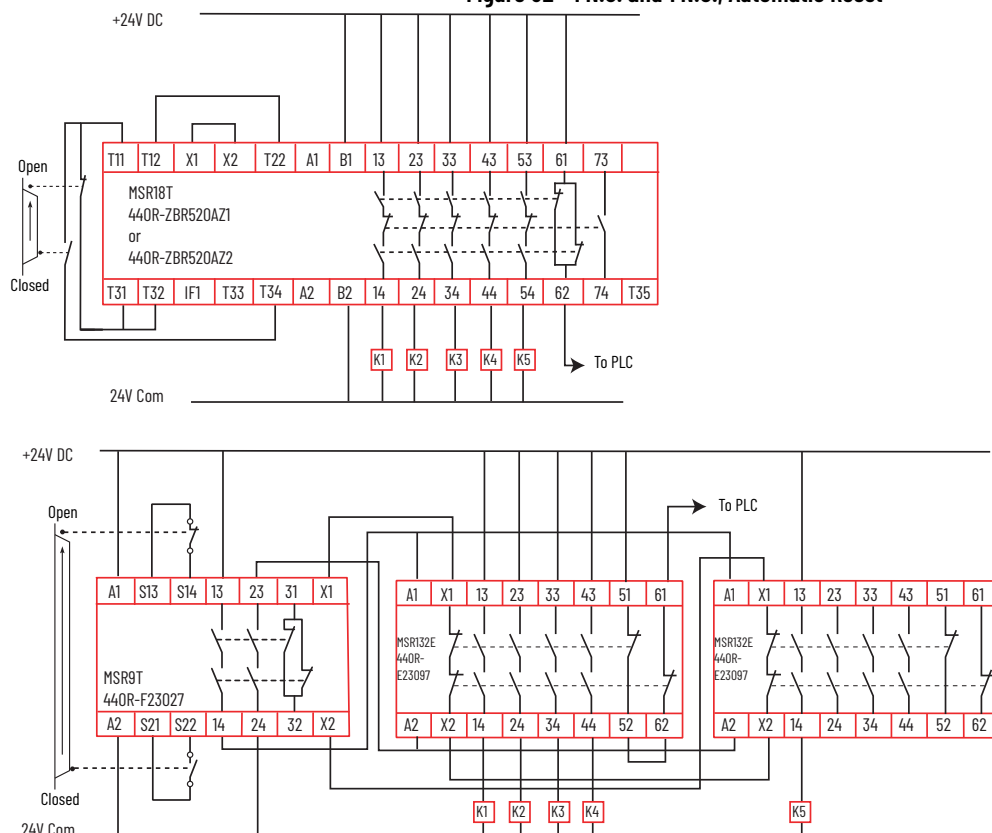 Figure and Automatic Reset
+24V DC
T11 T12 X1 X2 T22 A1 B1 13 23 33 43 53 61 73
Open
MSR18T
440R-ZBR520AZ1
or
440R-ZBR520AZ2
Closed
T31 T32 IF1 T33 T34 A2 B2 14 24 34 44 54 62 74 T35
K1 K2 K3 K4 K5
To PLC
24V Com
+24V DC
Open
To PLC
A1 S13 S14 13 23 31 X1
A1 X1 13 23 33 43 51 61
A1 X1 13 23 33 43 51 61
MSR9T
440R-F23027
MSR132E
440R-
E23097
MSR132E
440R-
E23097
A2 S21 S22 14 24 32 X2
A2 X2 14 24 34 44 52 62
A2 X2 14 24 34 44 52 62
Closed
K1 K2 K3 K4 K5
24V Com